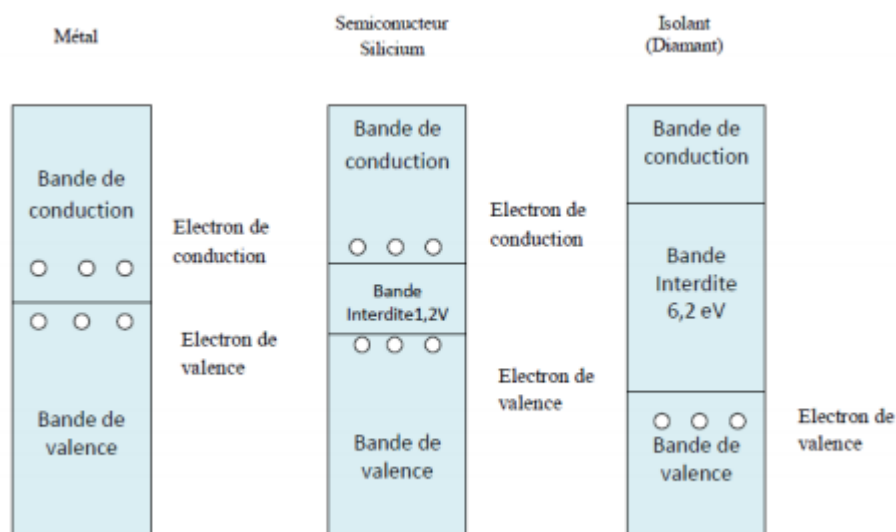 Métal
Bande de
conduction
Electron de
conduction
Electron de
valence
Bande de
valence
Semiconucteur
Silicium
Bande de
conduction
Electron de
conduction
Bande
Interdite1,2V
Electron de
valence
Bande de
valence
Isolant
(Diamant)
Bande de
conduction
Bande
Interdite
6,2 eV
Electron de
valence
Bande de
valence